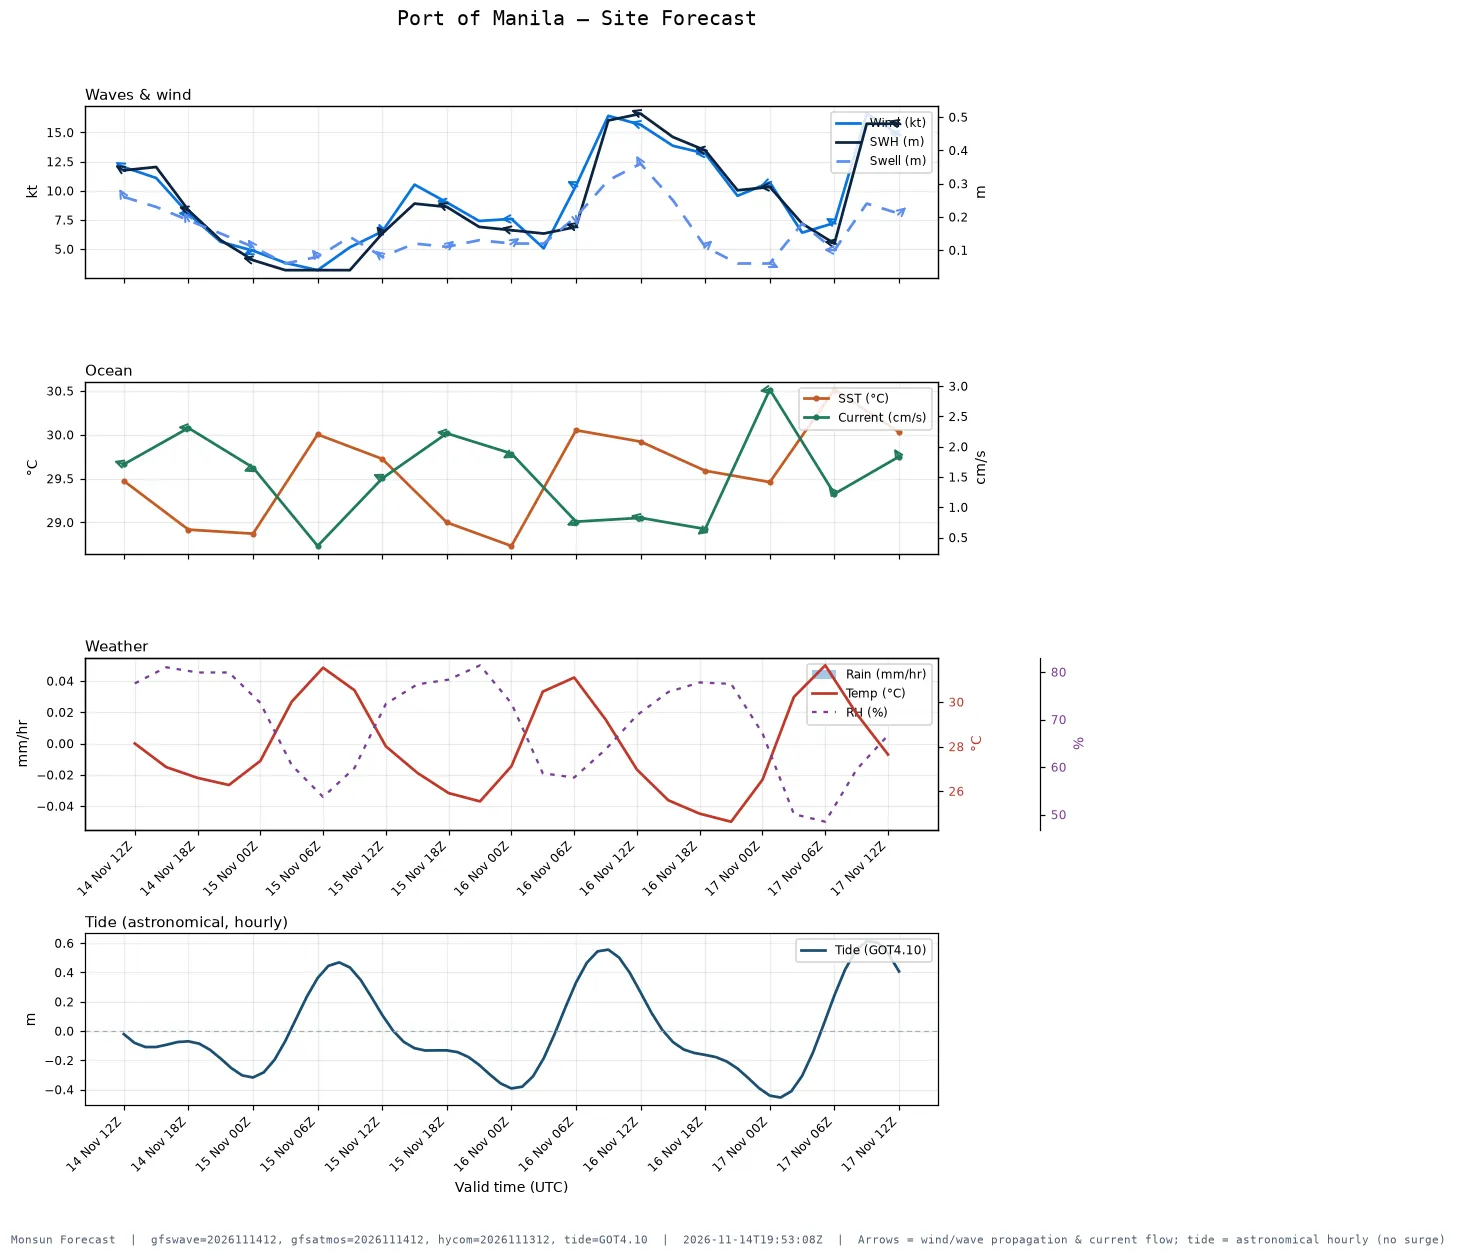 Port of Manila — Site Forecast
Waves & wind
15.0
12.5
10.0
7.5
5.0
kt
0.5
0.4
0.3
0.2
0.1
m
Wind (kt)
SWH (m)
Swell (m)
Ocean
30.5
30.0
29.5
29.0
°C
3.0
2.5
2.0
1.5
1.0
0.5
cm/s
SST (°C)
Current (cm/s)
Weather
0.04
0.02
0.00
−0.02
−0.04
mm/hr
Rain (mm/hr)
Temp (°C)
RH (%)
30
28
26
°C
80
70
60
50
%
14 Nov 12Z
14 Nov 18Z
15 Nov 00Z
15 Nov 06Z
15 Nov 12Z
15 Nov 18Z
16 Nov 00Z
16 Nov 06Z
16 Nov 12Z
16 Nov 18Z
17 Nov 00Z
17 Nov 06Z
17 Nov 12Z
Tide (astronomical, hourly)
0.6
0.4
0.2
0.0
−0.2
−0.4
m
Tide (GOT4.10)
14 Nov 12Z
14 Nov 18Z
15 Nov 00Z
15 Nov 06Z
15 Nov 12Z
15 Nov 18Z
16 Nov 00Z
16 Nov 06Z
16 Nov 12Z
16 Nov 18Z
17 Nov 00Z
17 Nov 06Z
17 Nov 12Z
Valid time (UTC)
Monsun Forecast | gfswave=2026111412, gfsatmos=2026111412, hycom=2026111312, tide=GOT4.10 | 2026-11-14T19:53:08Z | Arrows = wind/wave propagation & current flow; tide = astronomical hourly (no surge)